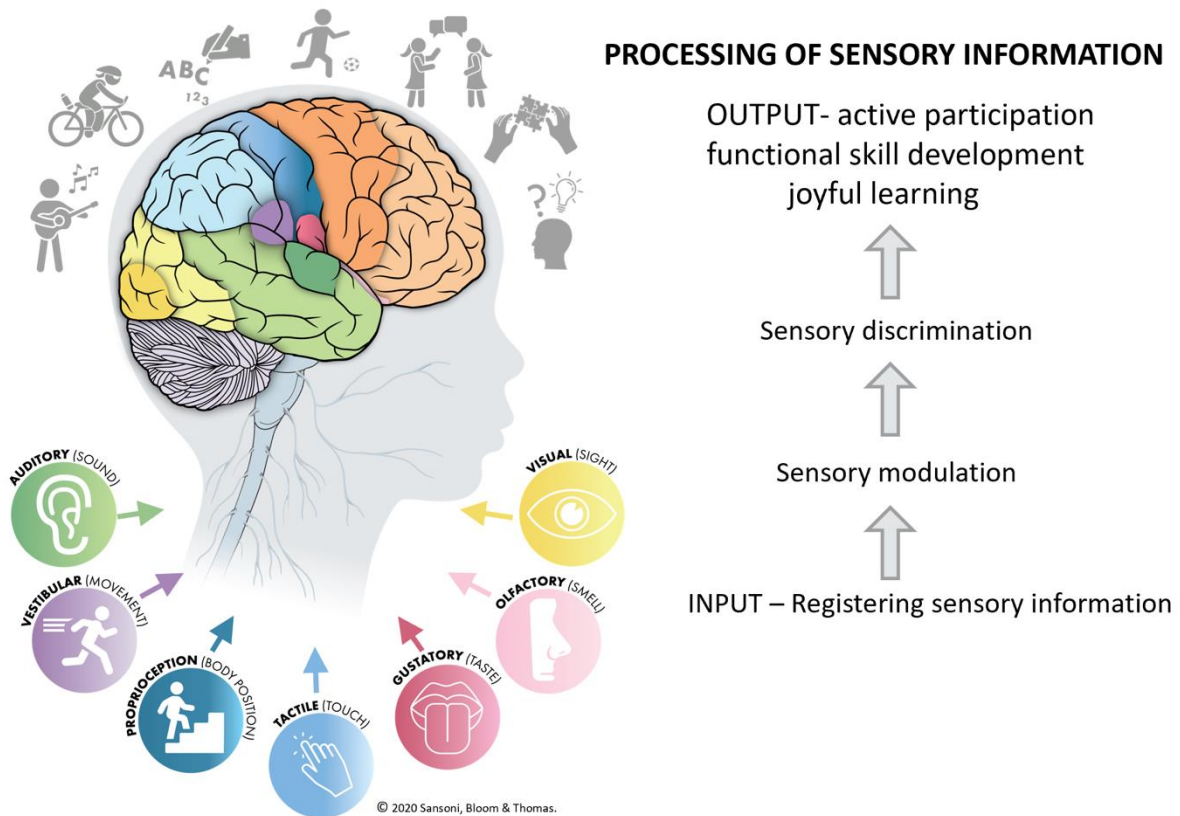 PROCESSING OF SENSORY INFORMATION
OUTPUT- active participation
functional skill development
joyful learning
Sensory discrimination
Sensory modulation
INPUT – Registering sensory information
ABC
123
?
AUDITORY (SOUND)
VESTIBULAR (MOVEMENT)
PROPRIOCEPTION (BODY POSITION)
TACTILE (TOUCH)
GUSTATORY (TASTE)
OLFACTORY (SMELL)
VISUAL (SIGHT)
© 2020 Sansoni, Bloom & Thomas.